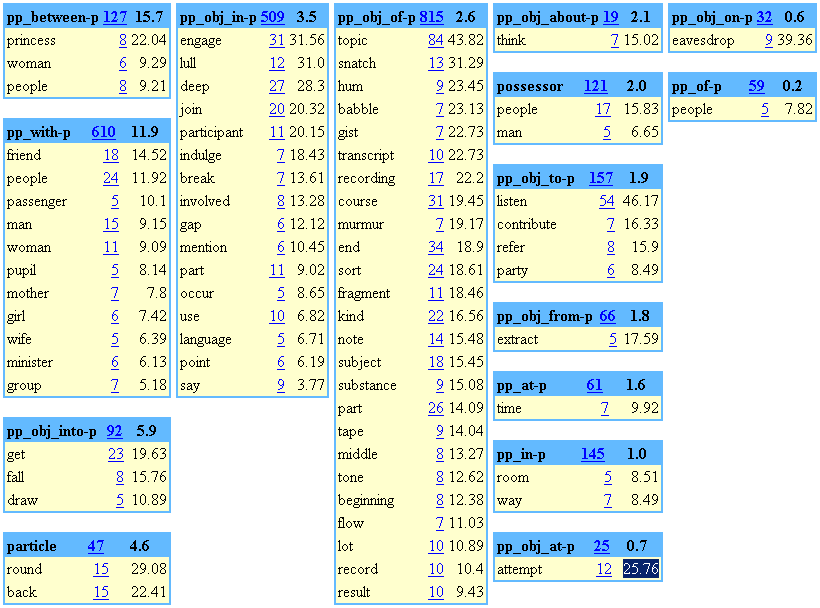 pp_between-p 127 15.7
princess 8 22.04
woman 6 9.29
people 8 9.21
pp_with-p 610 11.9
friend 18 14.52
people 24 11.92
passenger 5 10.1
man 15 9.15
woman 11 9.09
pupil 5 8.14
mother 7 7.8
girl 6 7.42
wife 5 6.39
minister 6 6.13
group 7 5.18
pp_obj_into-p 92 5.9
get 23 19.63
fall 8 15.76
draw 5 10.89
particle 47 4.6
round 15 29.08
back 15 22.41
pp_obj_in-p 509 3.5
engage 31 31.56
lull 12 31.0
deep 27 28.3
join 20 20.32
participant 11 20.15
indulge 7 18.43
break 7 13.61
involved 8 13.28
gap 6 12.12
mention 6 10.45
part 11 9.02
occur 5 8.65
use 10 6.82
language 5 6.71
point 6 6.19
say 9 3.77
pp_obj_of-p 815 2.6
topic 84 43.82
snatch 13 31.29
hum 9 23.45
babble 7 23.13
gist 7 22.73
transcript 10 22.73
recording 17 22.2
course 31 19.45
murmur 7 19.17
end 34 18.9
sort 24 18.61
fragment 11 18.46
kind 22 16.56
note 14 15.48
subject 18 15.45
substance 9 15.08
part 26 14.09
tape 9 14.04
middle 8 13.27
tone 8 12.62
beginning 8 12.38
flow 7 11.03
lot 10 10.89
record 10 10.4
result 10 9.43
pp_obj_about-p 19 2.1
think 7 15.02
possessor 121 2.0
people 17 15.83
man 5 6.65
pp_obj_to-p 157 1.9
listen 54 46.17
contribute 7 16.33
refer 8 15.9
party 6 8.49
pp_obj_from-p 66 1.8
extract 5 17.59
pp_at-p 61 1.6
time 7 9.92
pp_in-p 145 1.0
room 5 8.51
way 7 8.49
pp_obj_at-p 25 0.7
attempt 12 25.76
pp_obj_on-p 32 0.6
eavesdrop 9 39.36
pp_of-p 59 0.2
people 5 7.82